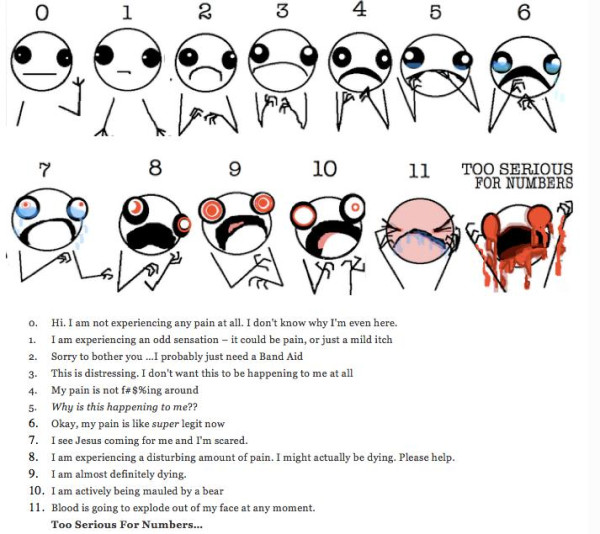 0 1 2 3 4 5 6
7 8 9 10 11 TOO SERIOUS
FOR NUMBERS
0. Hi. I am not experiencing any pain at all. I don't know why I'm even here.
1. I am experiencing an odd sensation – it could be pain, or just a mild itch
2. Sorry to bother you ...I probably just need a Band Aid
3. This is distressing. I don't want this to be happening to me at all
4. My pain is not f#$%ing around
5. Why is this happening to me??
6. Okay, my pain is like super legit now
7. I see Jesus coming for me and I'm scared.
8. I am experiencing a disturbing amount of pain. I might actually be dying. Please help.
9. I am almost definitely dying.
10. I am actively being mauled by a bear
11. Blood is going to explode out of my face at any moment.
Too Serious For Numbers...